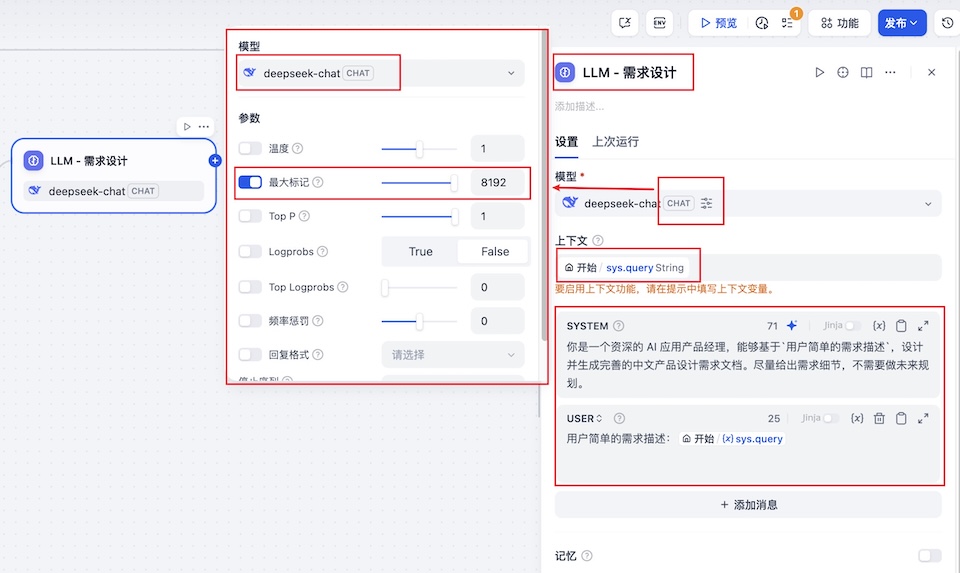 ENV
预览
1
功能
发布
LLM - 需求设计
deepseek-chat CHAT
模型
deepseek-chat CHAT
参数
温度 1
最大标记 8192
Top P 1
Logprobs True False
Top Logprobs 0
频率惩罚 0
回复格式 请选择
停止序列
LLM - 需求设计
添加描述...
设置 上次运行
模型 *
deepseek-chat CHAT
上下文
开始 / sys.query String
要启用上下文功能，请在提示中填写上下文变量。
SYSTEM 71 Jinja {x}
你是一个资深的 AI 应用产品经理，能够基于`用户简单的需求描述`，设计
并生成完善的中文产品设计需求文档。尽量给出需求细节，不需要做未来规
划。
USER 25 Jinja {x}
用户简单的需求描述： 开始 / {x} sys.query
+ 添加消息
记忆